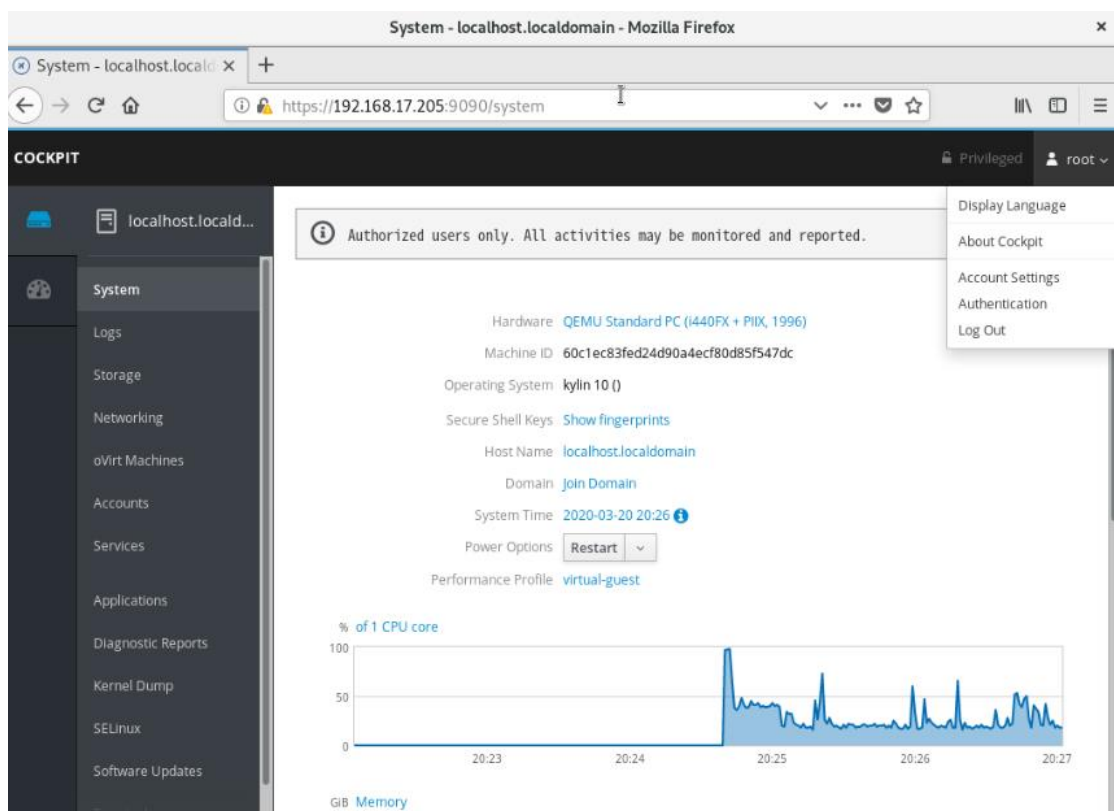 System - localhost.localdomain - Mozilla Firefox
System - localhost.locald
https://192.168.17.205:9090/system
COCKPIT
Privileged
root
localhost.locald...
System
Logs
Storage
Networking
oVirt Machines
Accounts
Services
Applications
Diagnostic Reports
Kernel Dump
SELinux
Software Updates
Display Language
About Cockpit
Account Settings
Authentication
Log Out
Authorized users only. All activities may be monitored and reported.
Hardware QEMU Standard PC (i440FX + PIIX, 1996)
Machine ID 60c1ec83fed24d90a4ecf80d85f547dc
Operating System kylin 10 ()
Secure Shell Keys Show fingerprints
Host Name localhost.localdomain
Domain Join Domain
System Time 2020-03-20 20:26
Power Options Restart
Performance Profile virtual-guest
% of 1 CPU core
100
50
0
20:23 20:24 20:25 20:26 20:27
GiB Memory